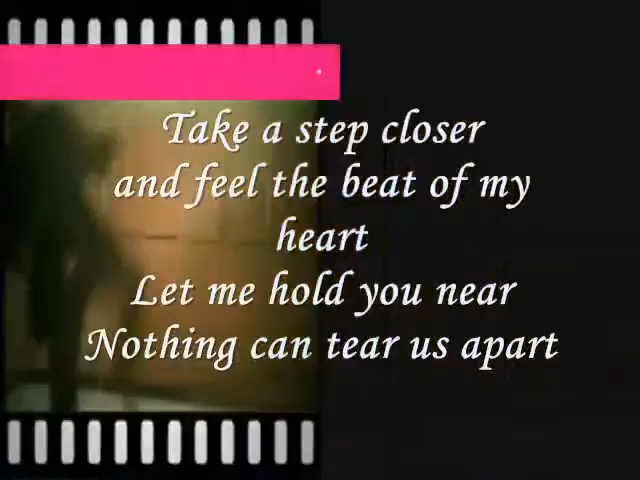 Take a step closer
and feel the beat of my
heart
Let me hold you near
Nothing can tear us apart